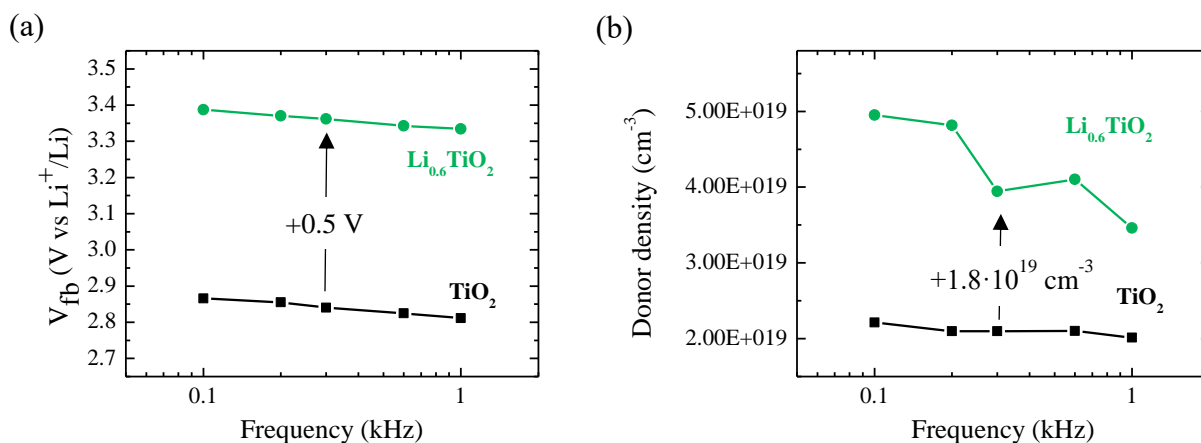 (a)
V_fb (V vs Li⁺/Li)
3.5
3.4
3.3
3.2
3.1
3.0
2.9
2.8
2.7
Li₀.₆TiO₂
+0.5 V
TiO₂
0.1
1
Frequency (kHz)
(b)
Donor density (cm⁻³)
5.00E+019
4.00E+019
3.00E+019
2.00E+019
Li₀.₆TiO₂
+1.8·10¹⁹ cm⁻³
TiO₂
0.1
1
Frequency (kHz)